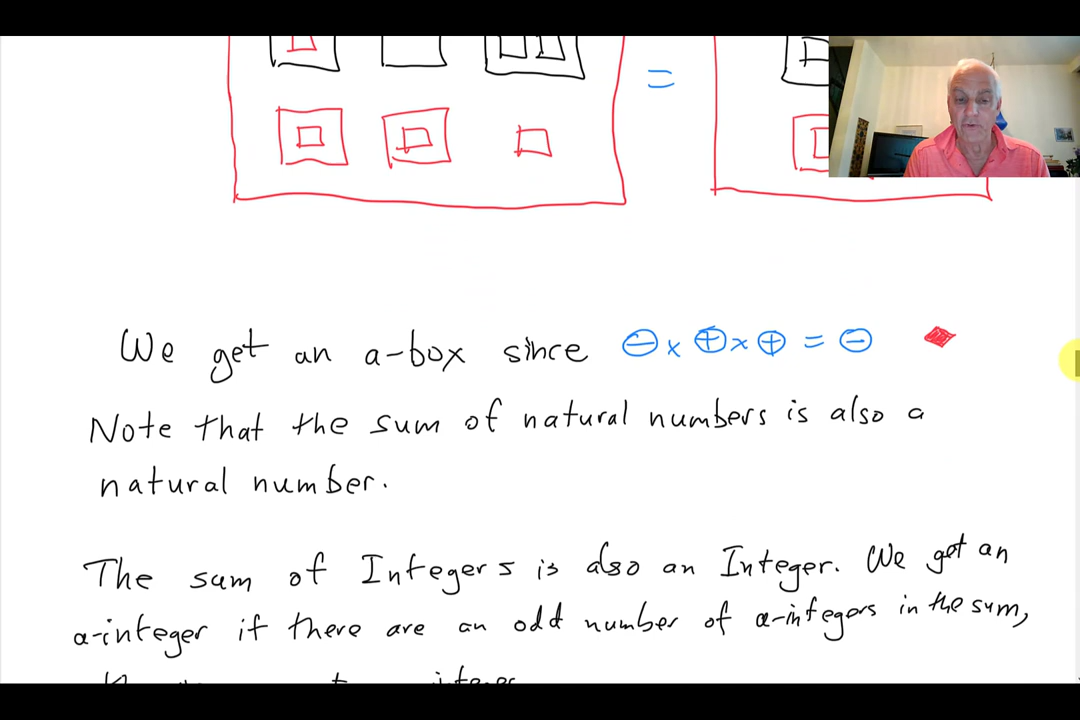 =
We get an a-box since ⊖ × ⊕ × ⊕ = ⊖
Note that the sum of natural numbers is also a
natural number.
The sum of Integers is also an Integer. We get an
a-integer if there are an odd number of a-integers in the sum,